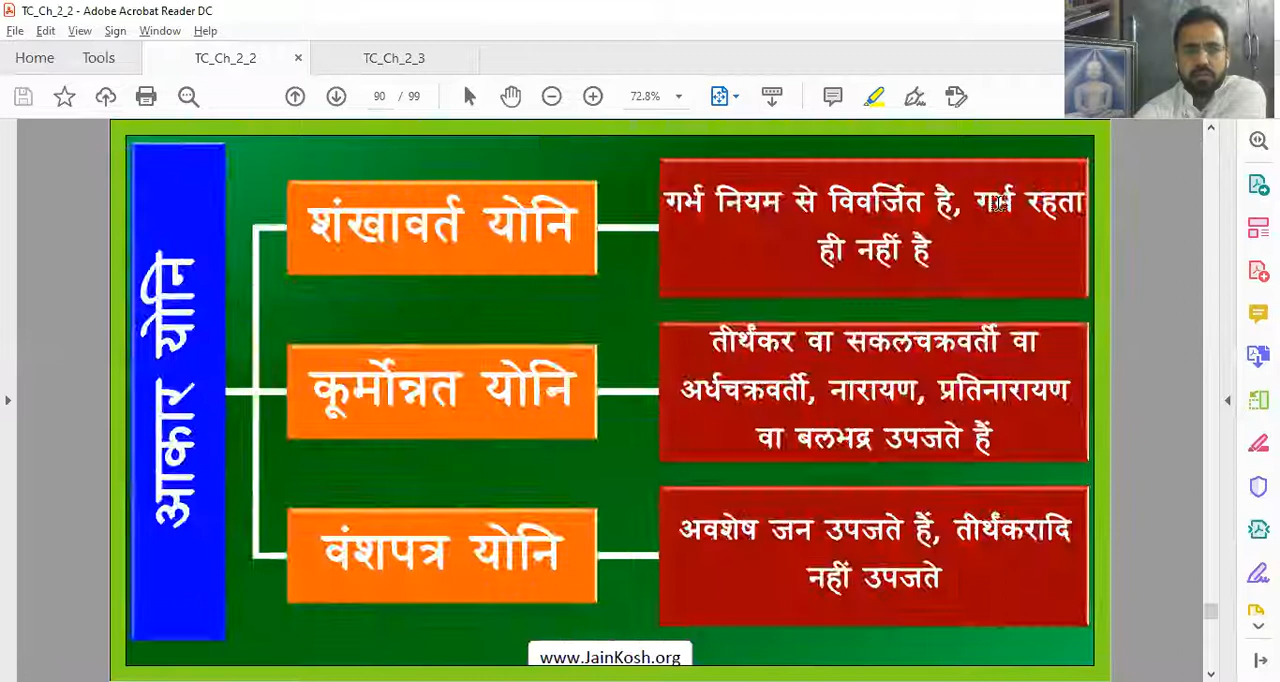 TC_Ch_2_2 - Adobe Acrobat Reader DC
File Edit View Sign Window Help
Home Tools TC_Ch_2_2 × TC_Ch_2_3
90 / 99 72.8%
आकार योनि
शंखावर्त योनि
गर्भ नियम से विवर्जित है, गर्भ रहता
ही नहीं है
कूर्मोन्नत योनि
तीर्थंकर वा सकलचक्रवर्ती वा
अर्धचक्रवर्ती, नारायण, प्रतिनारायण
वा बलभद्र उपजते हैं
वंशपत्र योनि
अवशेष जन उपजते हैं, तीर्थंकरादि
नहीं उपजते
www.JainKosh.org